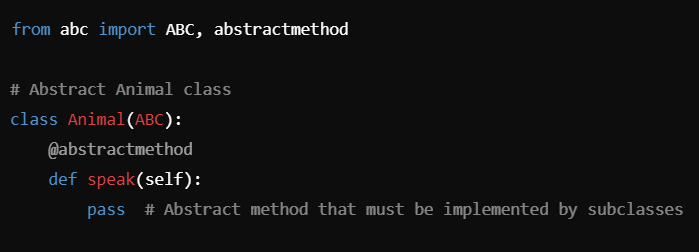 from abc import ABC, abstractmethod
# Abstract Animal class
class Animal(ABC):
    @abstractmethod
    def speak(self):
        pass  # Abstract method that must be implemented by subclasses